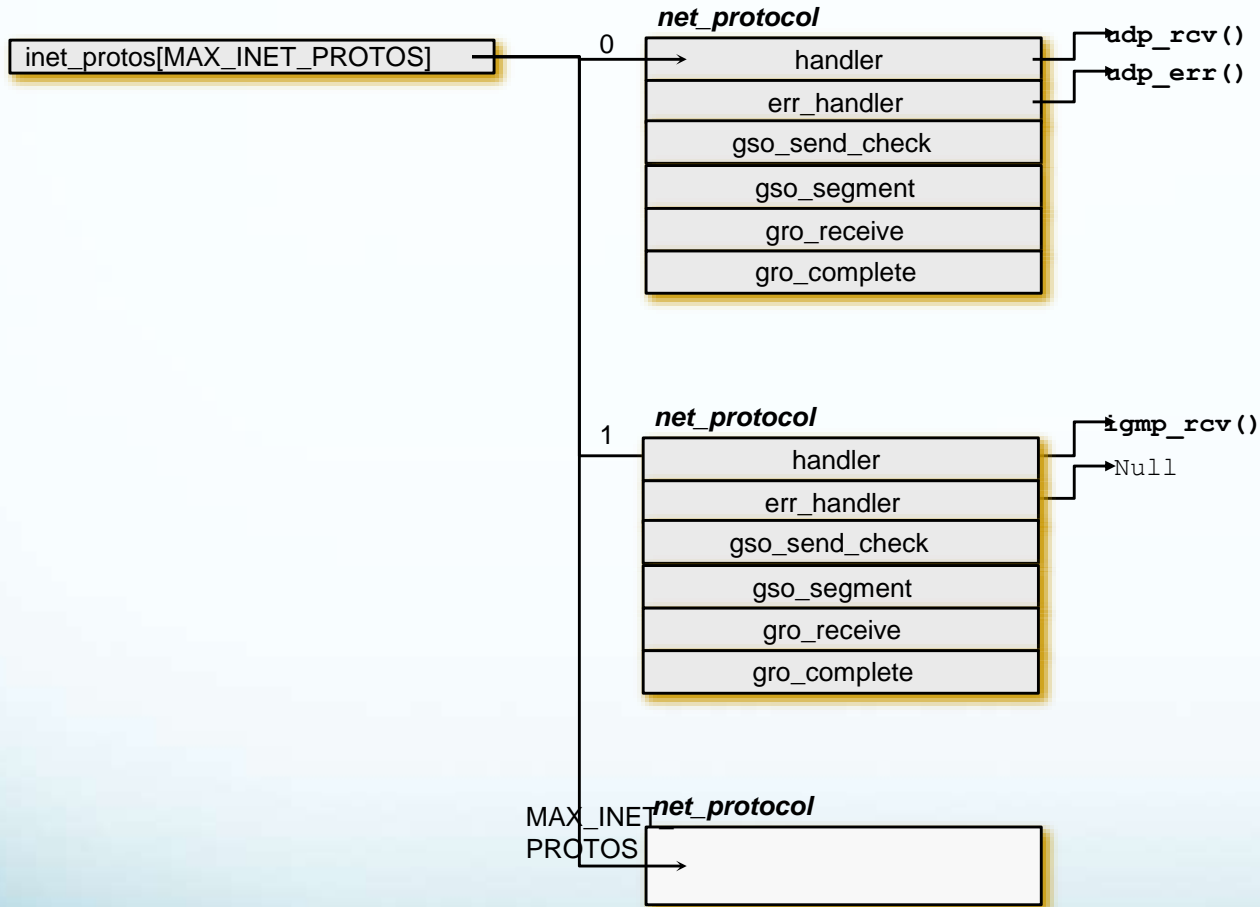 inet_protos[MAX_INET_PROTOS]
0
net_protocol
handler
err_handler
gso_send_check
gso_segment
gro_receive
gro_complete
udp_rcv()
udp_err()
1
net_protocol
handler
err_handler
gso_send_check
gso_segment
gro_receive
gro_complete
igmp_rcv()
Null
MAX_INET_
PROTOS
net_protocol